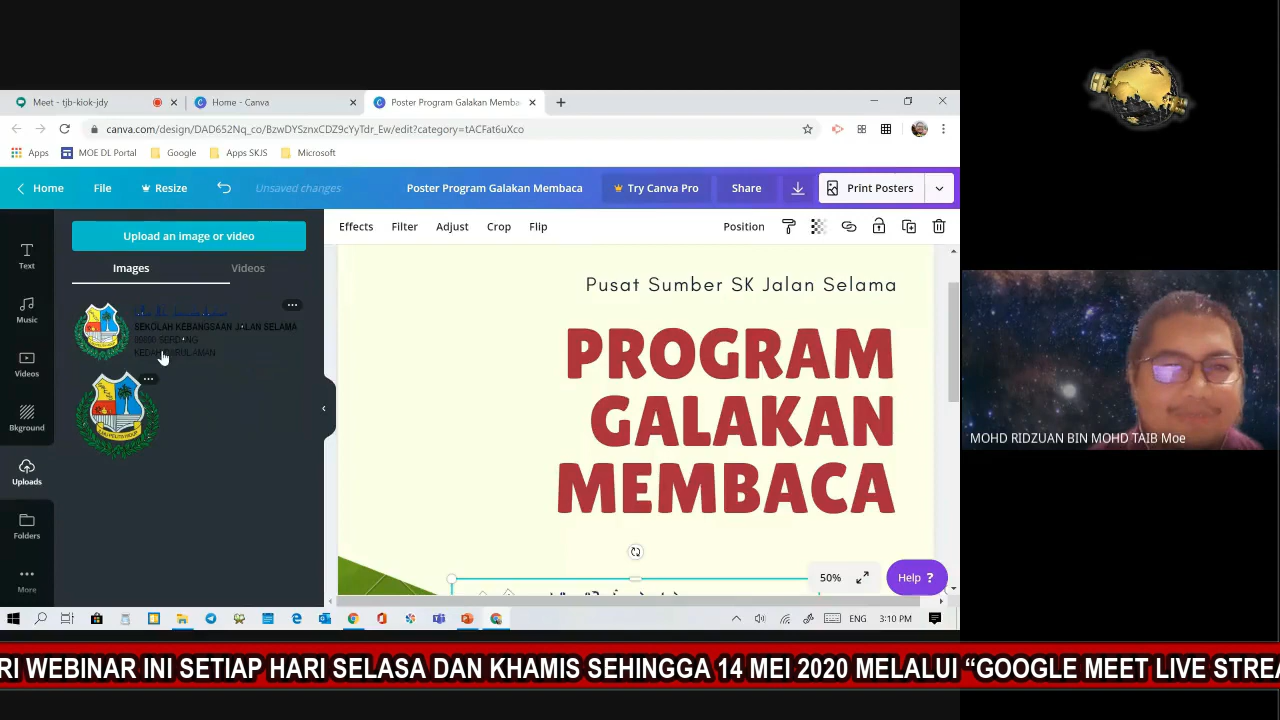 Meet - tjb-kiok-jdy
Home - Canva
Poster Program Galakan Memba
canva.com/design/DAD652Nq_co/BzwDYSznxCDZ9cYyTdr_Ew/edit?category=tACFat6uXco
Apps
MOE DL Portal
Google
Apps SKJS
Microsoft
Home
File
Resize
Unsaved changes
Poster Program Galakan Membaca
Try Canva Pro
Share
Print Posters
Text
Music
Videos
Bkground
Uploads
Folders
More
Upload an image or video
Images
Videos
SEKOLAH KEBANGSAAN JALAN SELAMA
SERDANG
KEDAH DARULAMAN
Effects
Filter
Adjust
Crop
Flip
Position
Pusat Sumber SK Jalan Selama
PROGRAM
GALAKAN
MEMBACA
50%
Help ?
ENG
3:10 PM
MOHD RIDZUAN BIN MOHD TAIB Moe
RI WEBINAR INI SETIAP HARI SELASA DAN KHAMIS SEHINGGA 14 MEI 2020 MELALUI “GOOGLE MEET LIVE STREA